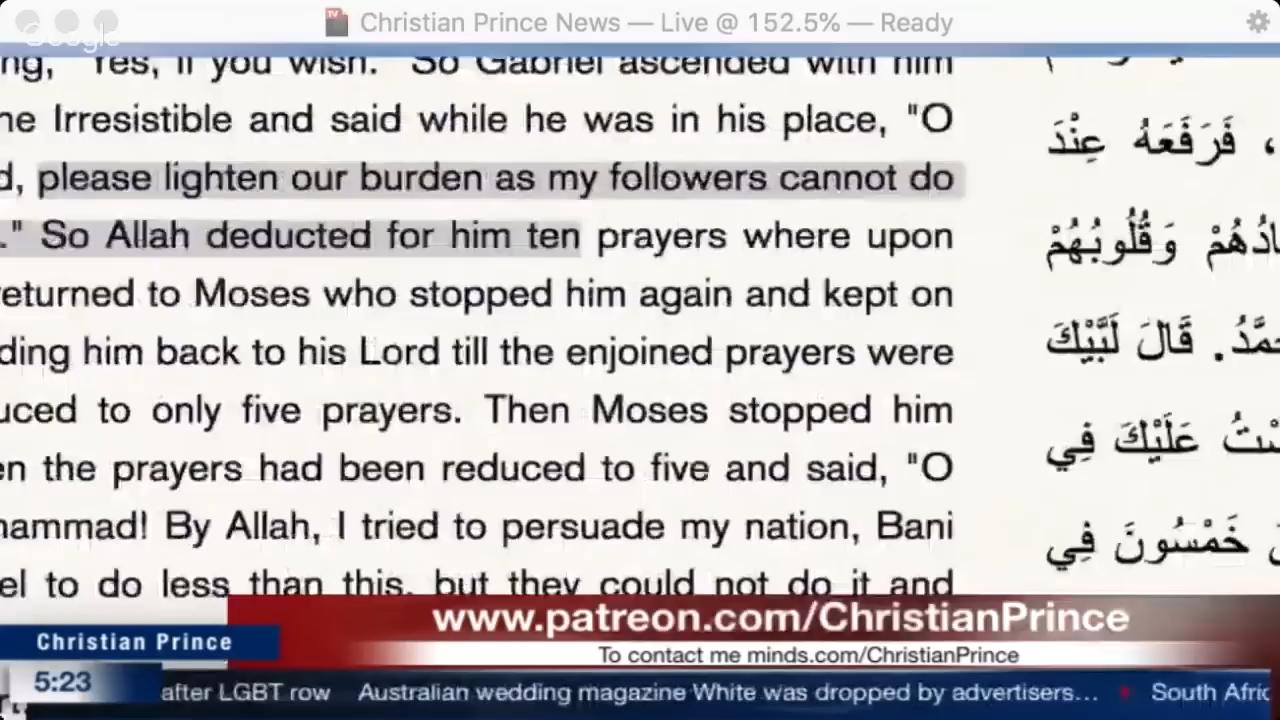 Christian Prince News — Live @ 152.5% — Ready
Google
ng, "Yes, if you wish." So Gabriel ascended with him
he Irresistible and said while he was in his place, "O
d, please lighten our burden as my followers cannot do
." So Allah deducted for him ten prayers where upon
returned to Moses who stopped him again and kept on
ding him back to his Lord till the enjoined prayers were
uced to only five prayers. Then Moses stopped him
en the prayers had been reduced to five and said, "O
hammad! By Allah, I tried to persuade my nation, Bani
el to do less than this, but they could not do it and
، فَرَفَعَهُ عِنْدَ
ادُهُمْ وَقُلُوبُهُمْ
حَمَّدُ. قَالَ لَبَّيْكَ
ضْتُ عَلَيْكَ فِي
خَمْسُونَ فِي
www.patreon.com/ChristianPrince
To contact me minds.com/ChristianPrince
Christian Prince
5:23
after LGBT row Australian wedding magazine White was dropped by advertisers... • South Afric